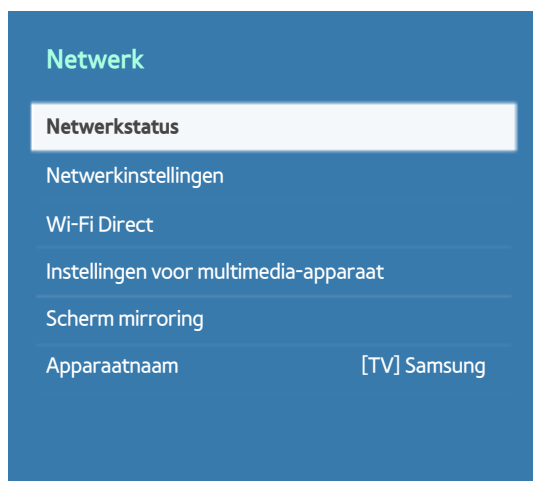 Netwerk
Netwerkstatus
Netwerkinstellingen
Wi-Fi Direct
Instellingen voor multimedia-apparaat
Scherm mirroring
Apparaatnaam [TV] Samsung